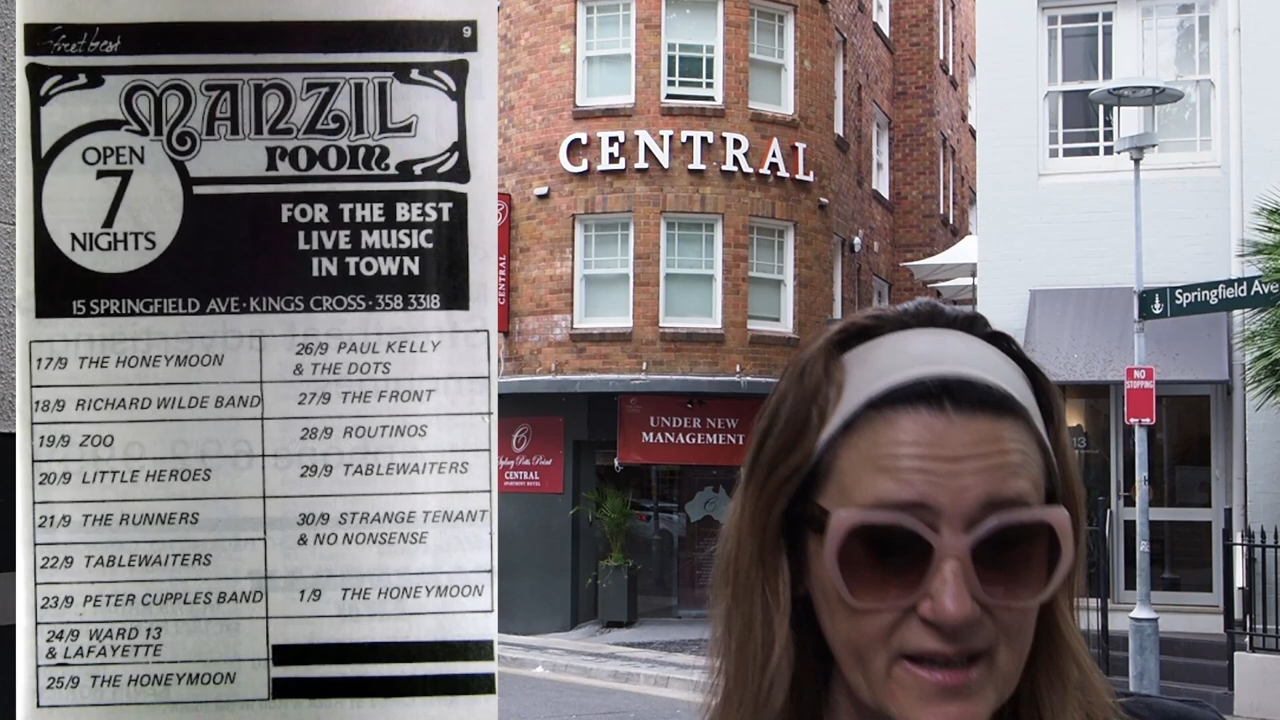 Street beat
9
MANZIL
room
OPEN
7
NIGHTS
FOR THE BEST
LIVE MUSIC
IN TOWN
15 SPRINGFIELD AVE·KINGS CROSS·358 3318
17/9 THE HONEYMOON
18/9 RICHARD WILDE BAND
19/9 ZOO
20/9 LITTLE HEROES
21/9 THE RUNNERS
22/9 TABLEWAITERS
23/9 PETER CUPPLES BAND
24/9 WARD 13
& LAFAYETTE
25/9 THE HONEYMOON
26/9 PAUL KELLY
& THE DOTS
27/9 THE FRONT
28/9 ROUTINOS
29/9 TABLEWAITERS
30/9 STRANGE TENANT
& NO NONSENSE
1/9 THE HONEYMOON
CENTRAL
CENTRAL
UNDER NEW
MANAGEMENT
Sydney Potts Point
CENTRAL
APARTMENT HOTEL
Springfield Ave
NO
STOPPING
13